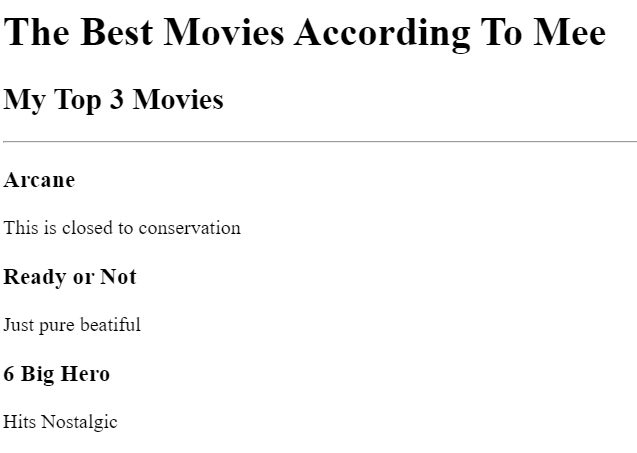 The Best Movies According To Mee
My Top 3 Movies
Arcane
This is closed to conservation
Ready or Not
Just pure beatiful
6 Big Hero
Hits Nostalgic